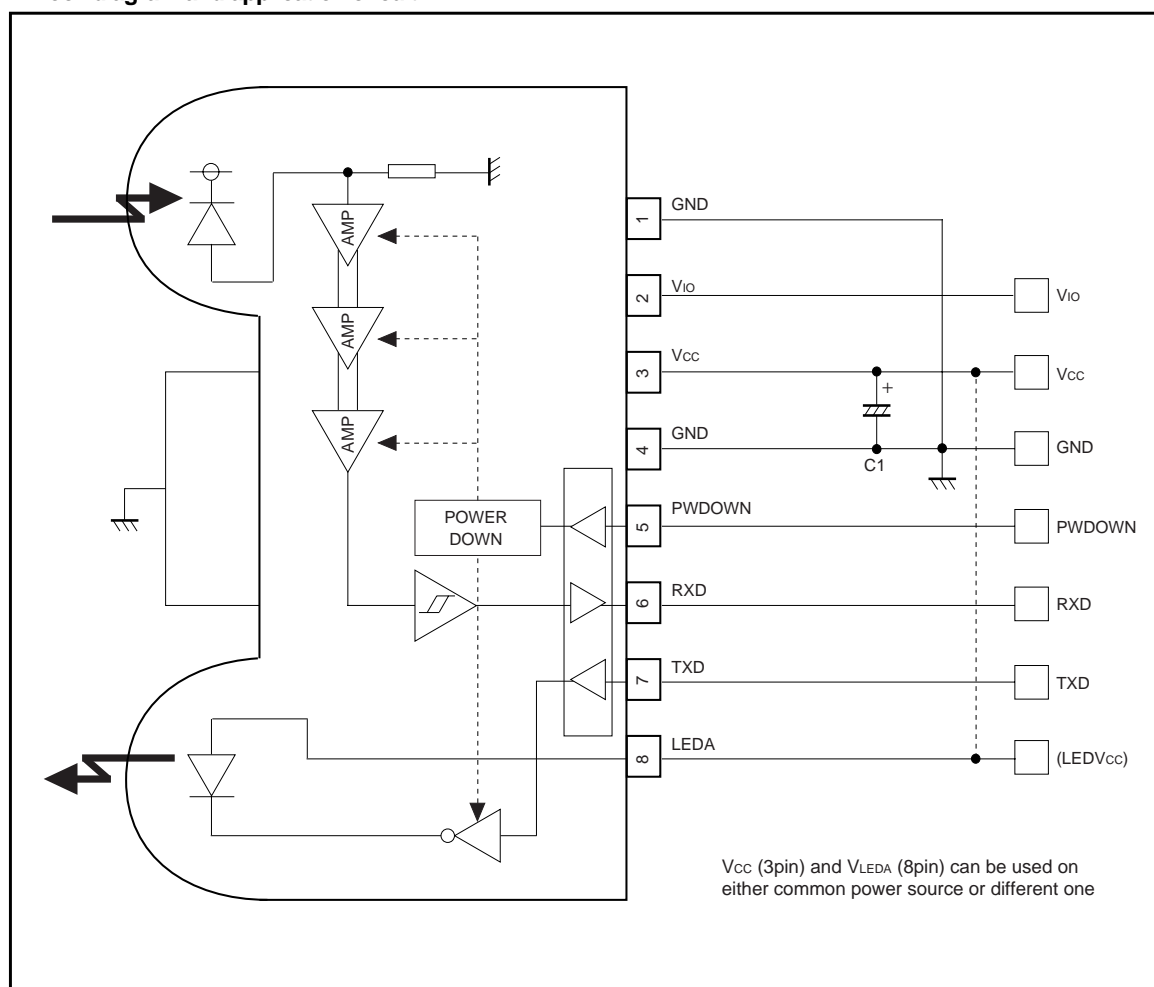 AMP
AMP
AMP
POWER
DOWN
1
GND
2
VIO
VIO
3
VCC
VCC
+
C1
4
GND
GND
5
PWDOWN
PWDOWN
6
RXD
RXD
7
TXD
TXD
8
LEDA
(LEDVCC)
VCC (3pin) and VLEDA (8pin) can be used on
either common power source or different one